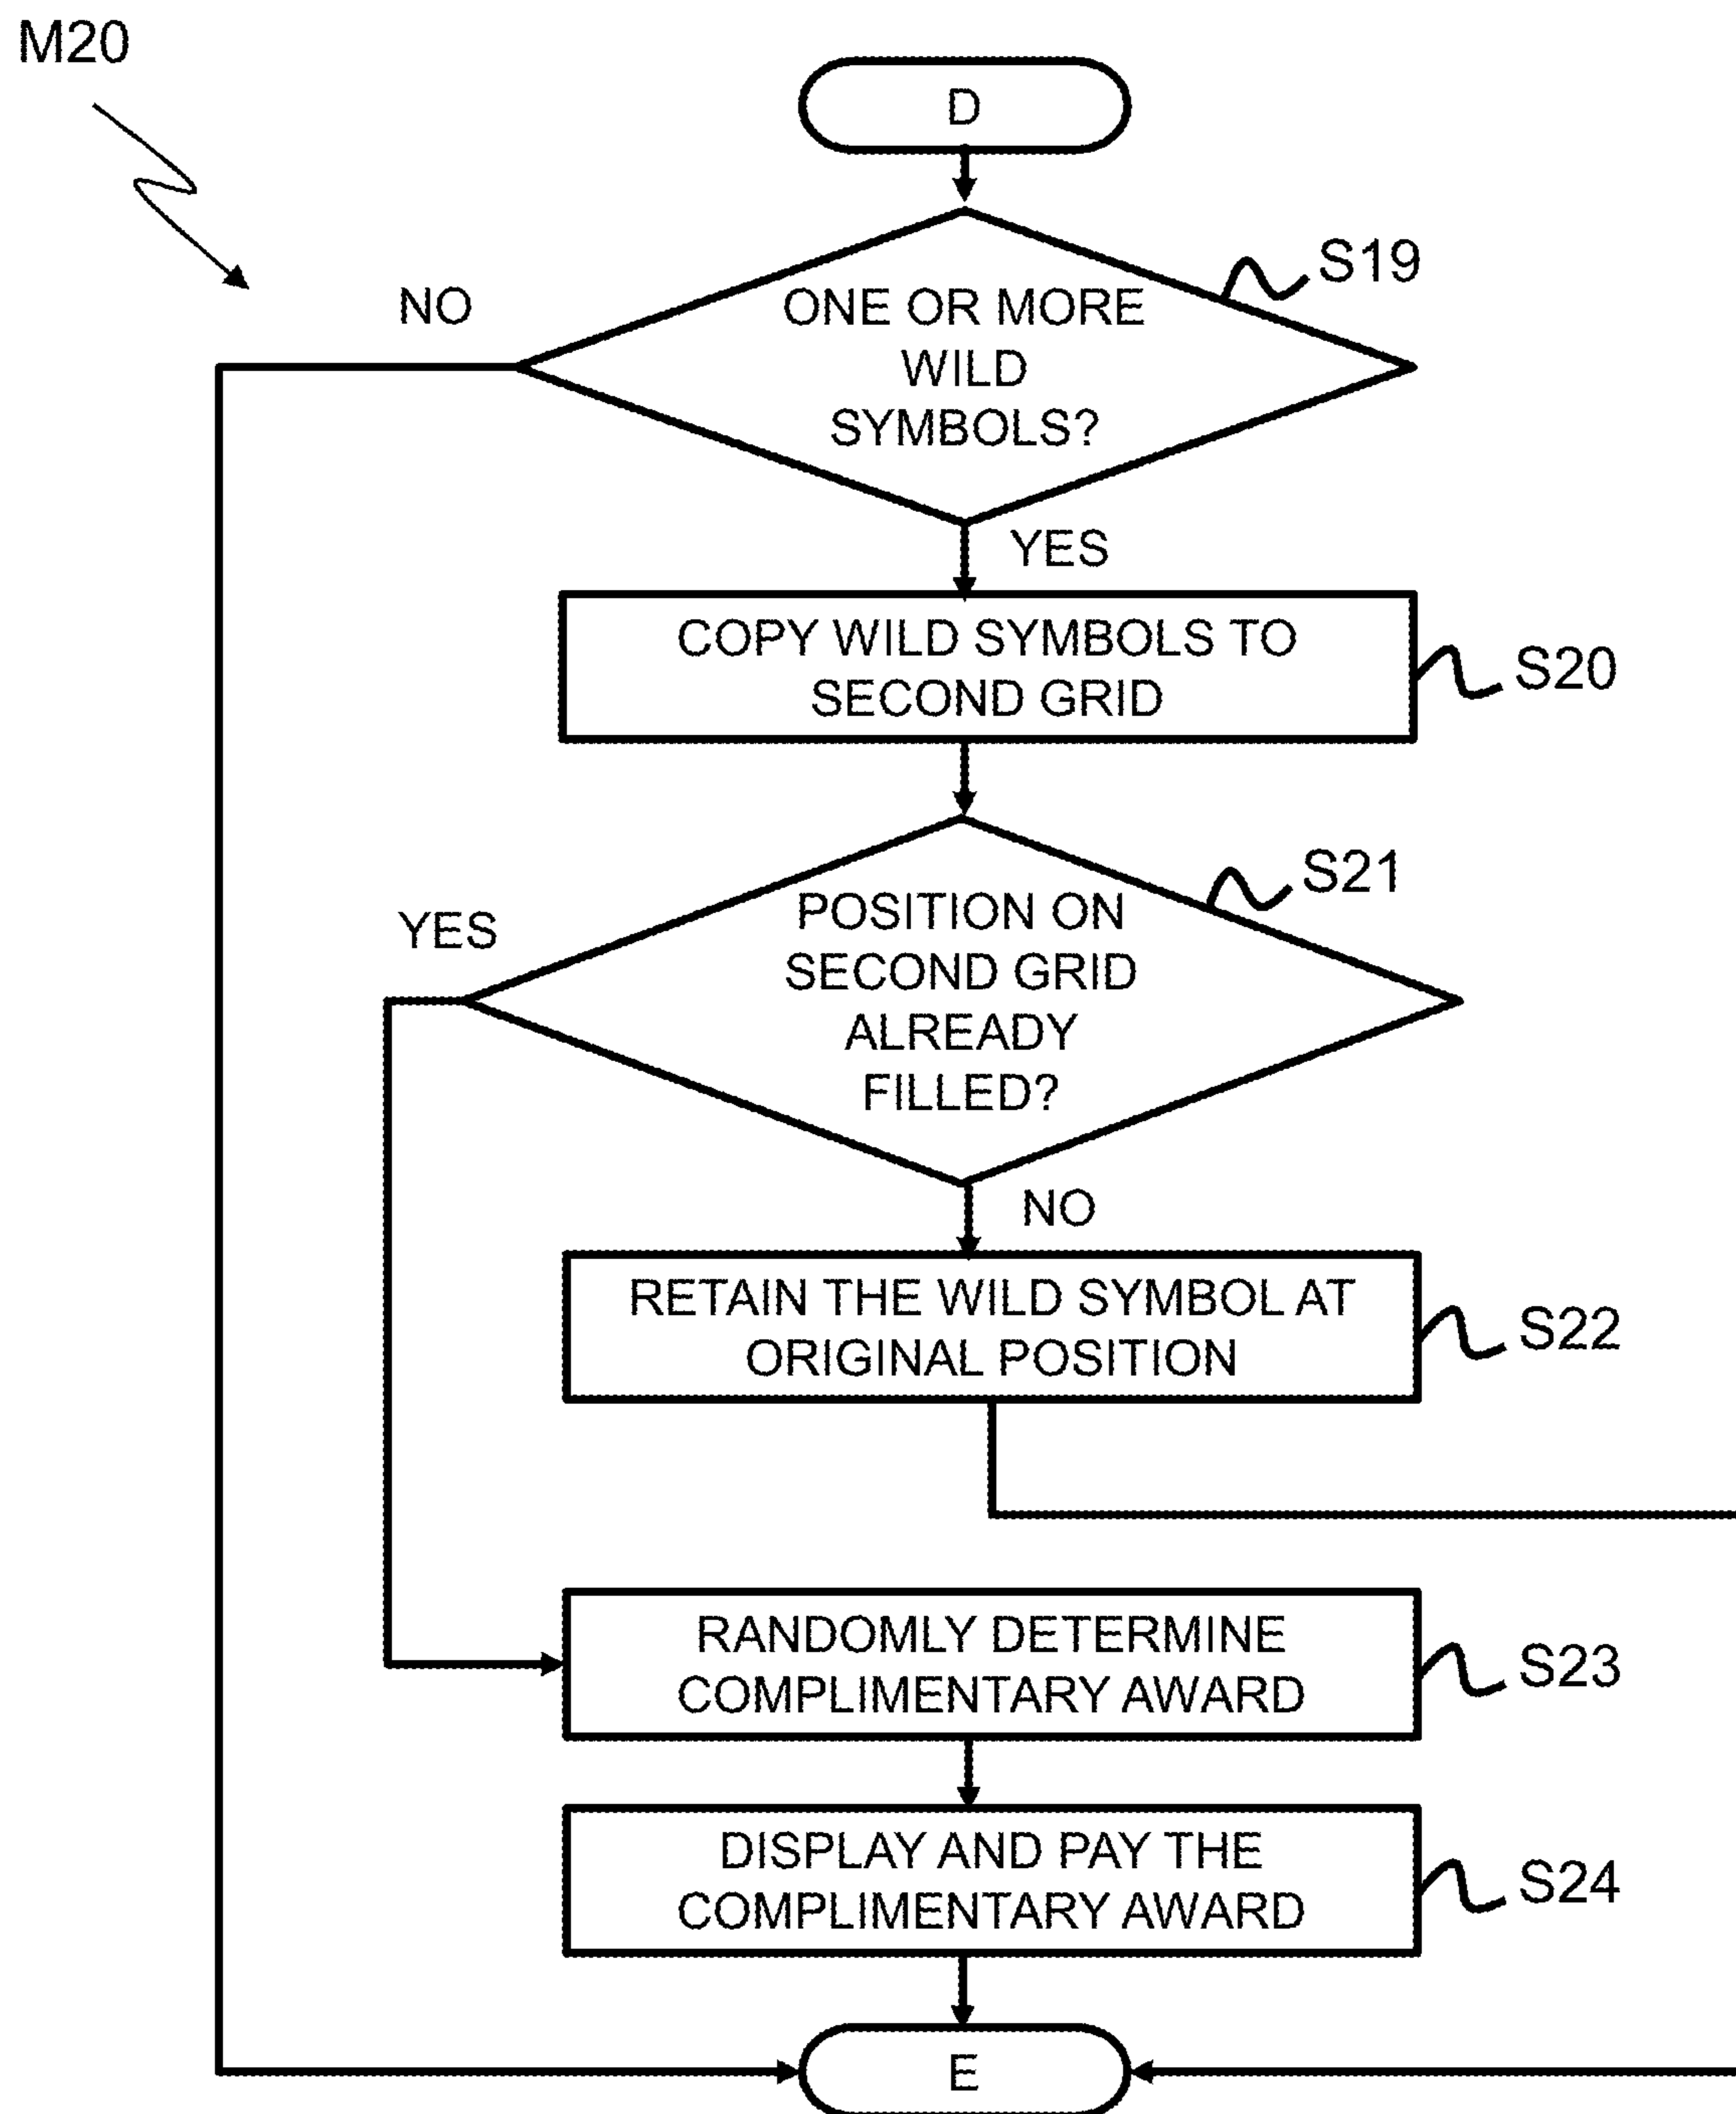 M20
D
S19
NO
ONE OR MORE
WILD
SYMBOLS?
YES
COPY WILD SYMBOLS TO
SECOND GRID
S20
S21
YES
POSITION ON
SECOND GRID
ALREADY
FILLED?
NO
RETAIN THE WILD SYMBOL AT
ORIGINAL POSITION
S22
RANDOMLY DETERMINE
COMPLIMENTARY AWARD
S23
DISPLAY AND PAY THE
COMPLIMENTARY AWARD
S24
E